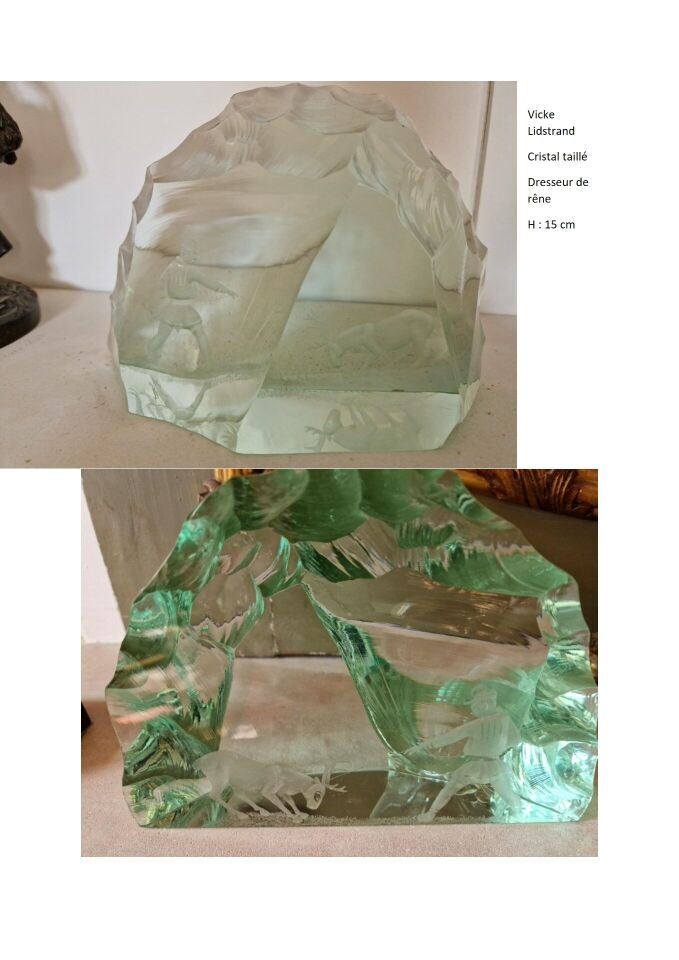 Vicke
Lidstrand
Cristal taillé
Dresseur de
rêne
H : 15 cm